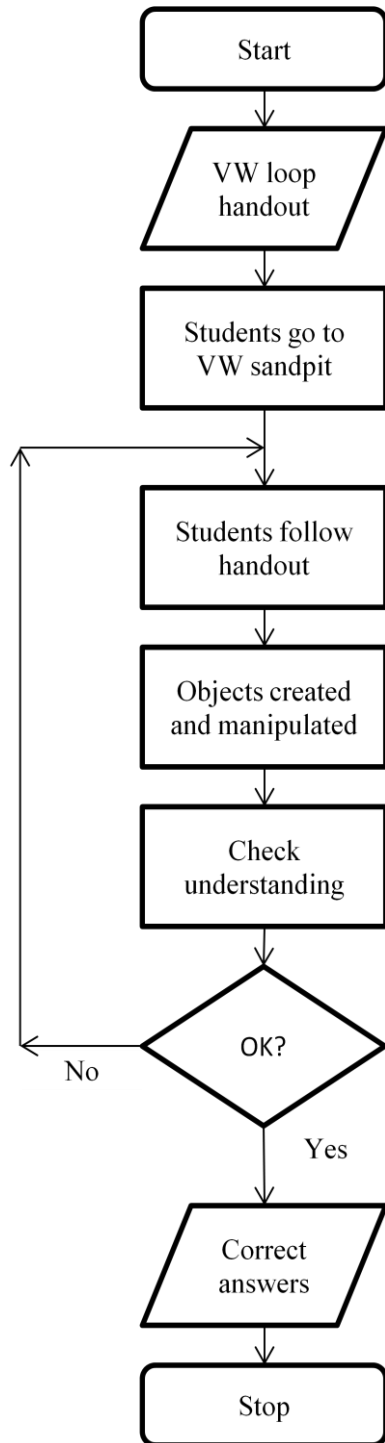 Start
VW loop
handout
Students go to
VW sandpit
Students follow
handout
Objects created
and manipulated
Check
understanding
OK?
No
Yes
Correct
answers
Stop